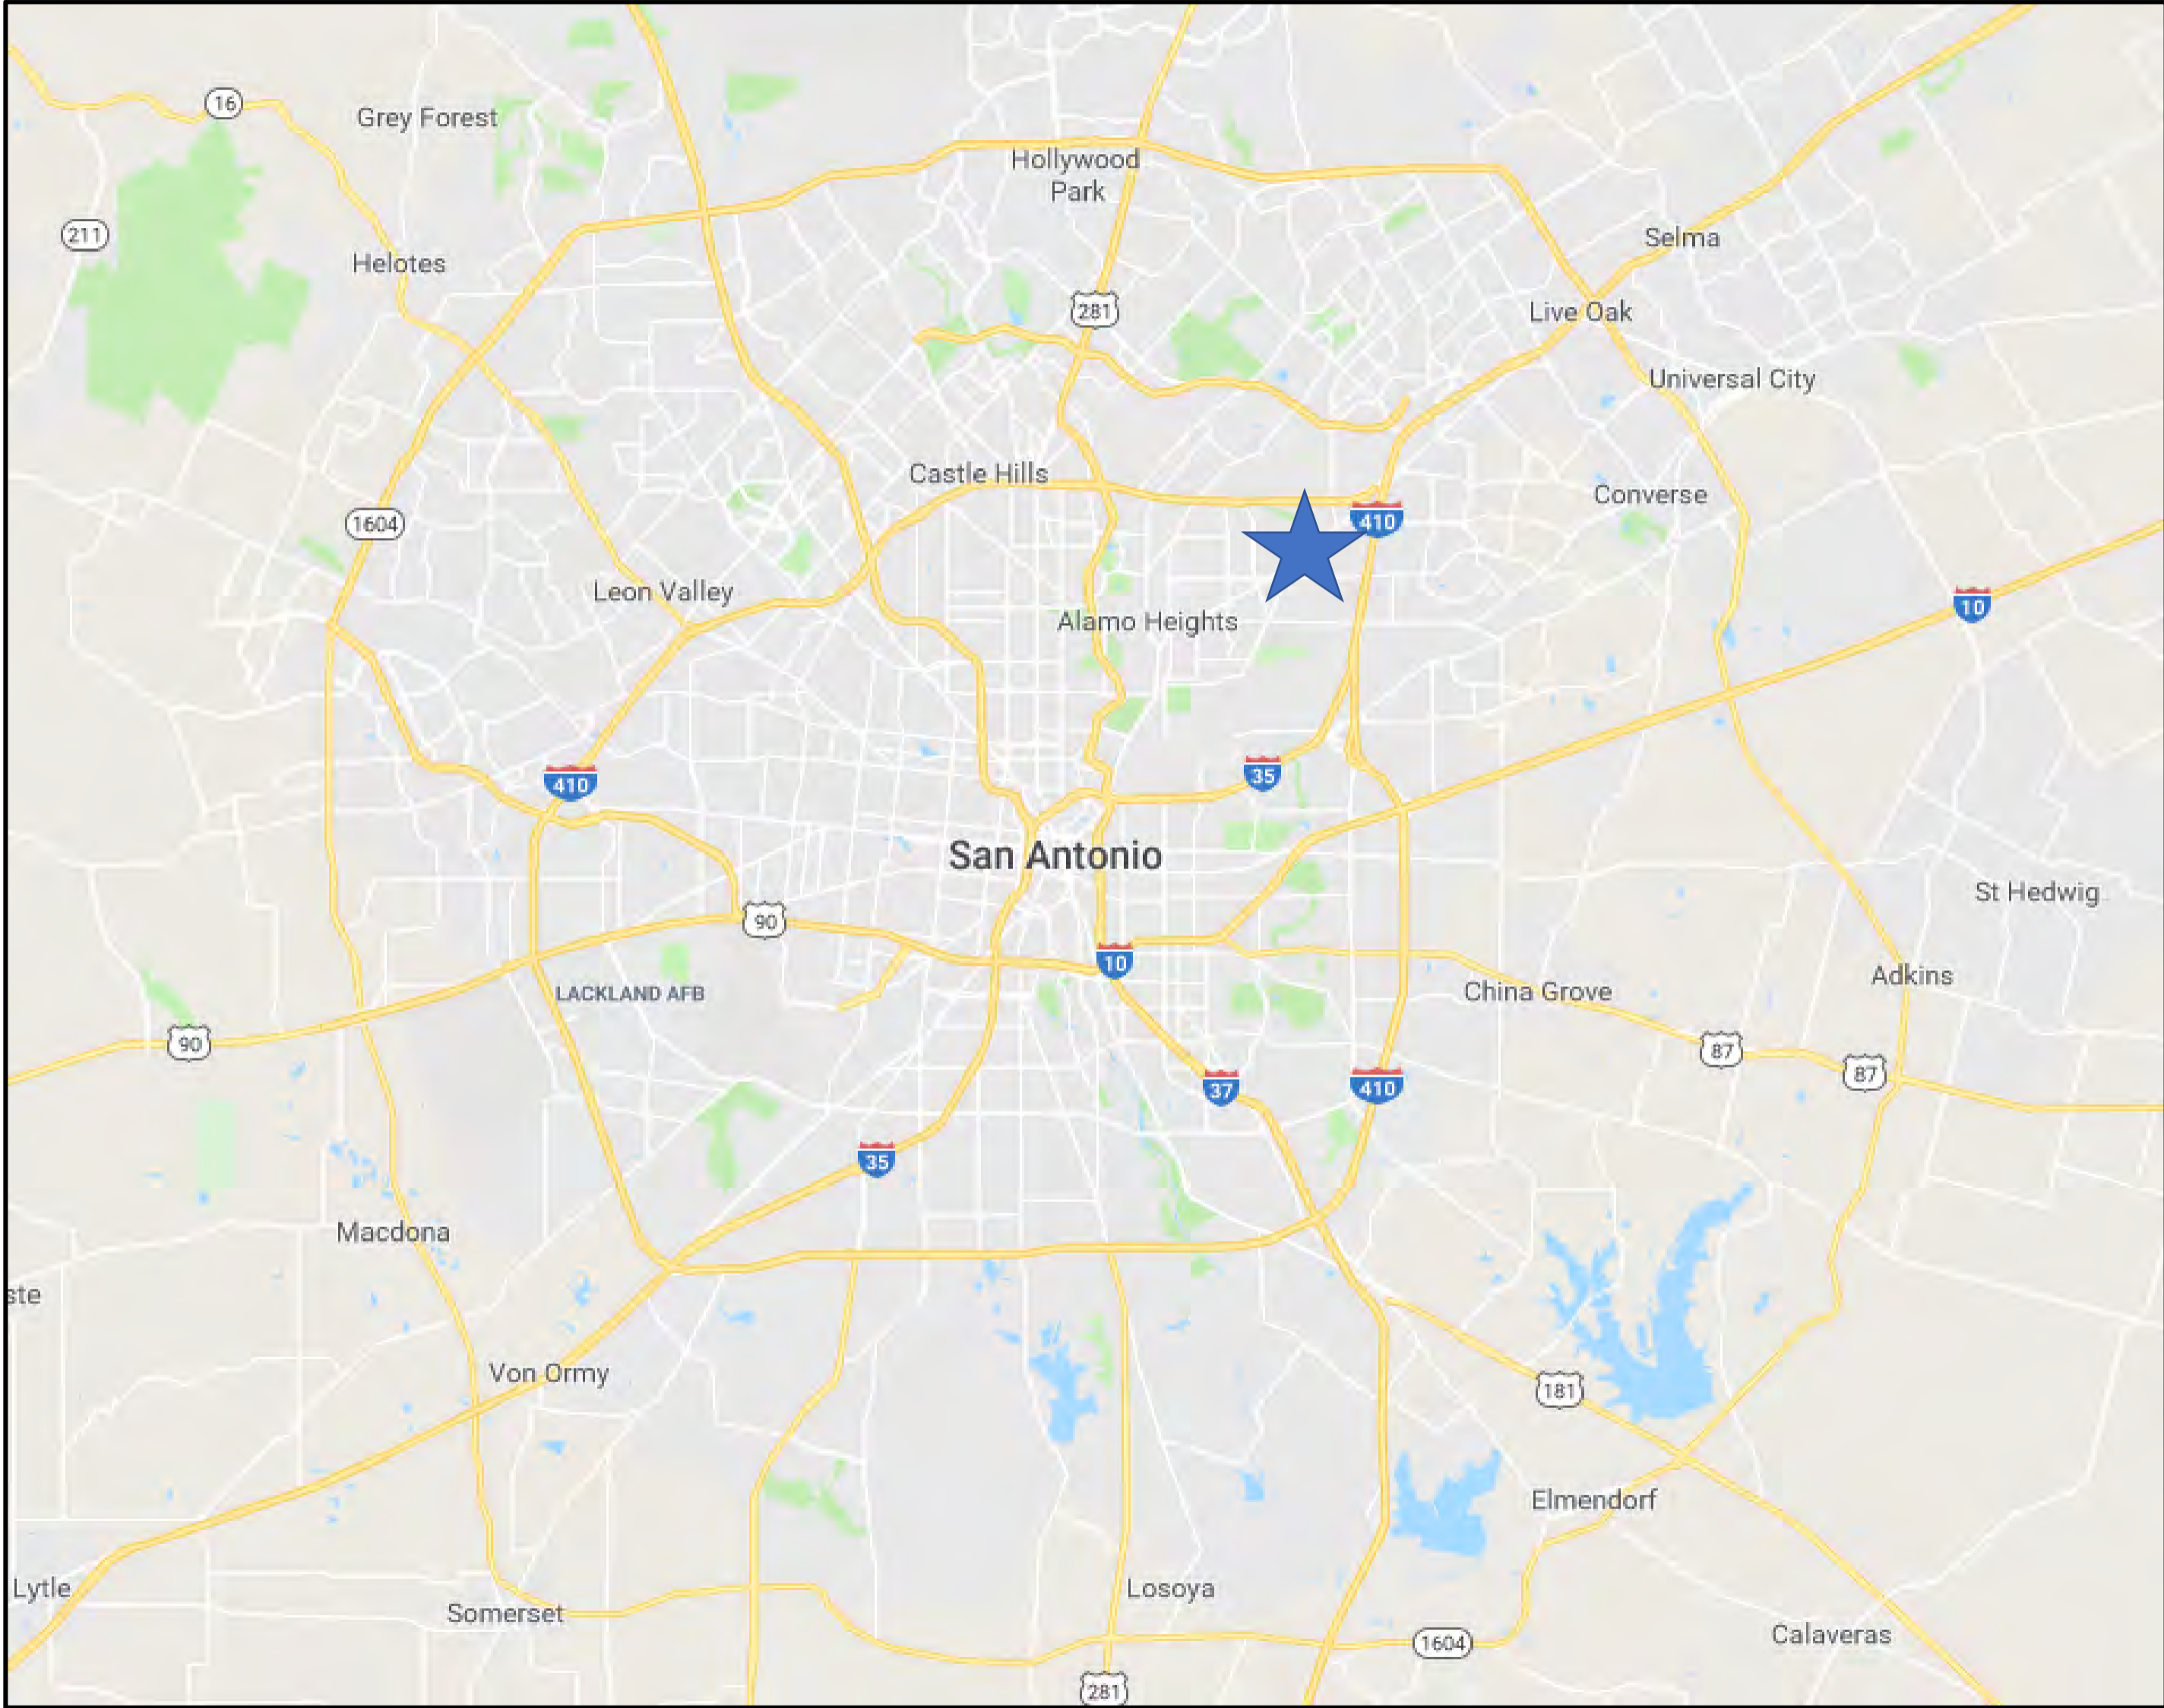 16
Grey Forest
Hollywood
Park
211
Selma
Helotes
281
Live Oak
Universal City
Castle Hills
Converse
1604
410
Leon Valley
10
Alamo Heights
410
35
San Antonio
St Hedwig
90
10
Adkins
LACKLAND AFB
China Grove
90
87
87
37
410
35
Macdona
ste
Von Ormy
181
Elmendorf
Lytle
Losoya
Somerset
1604
Calaveras
281